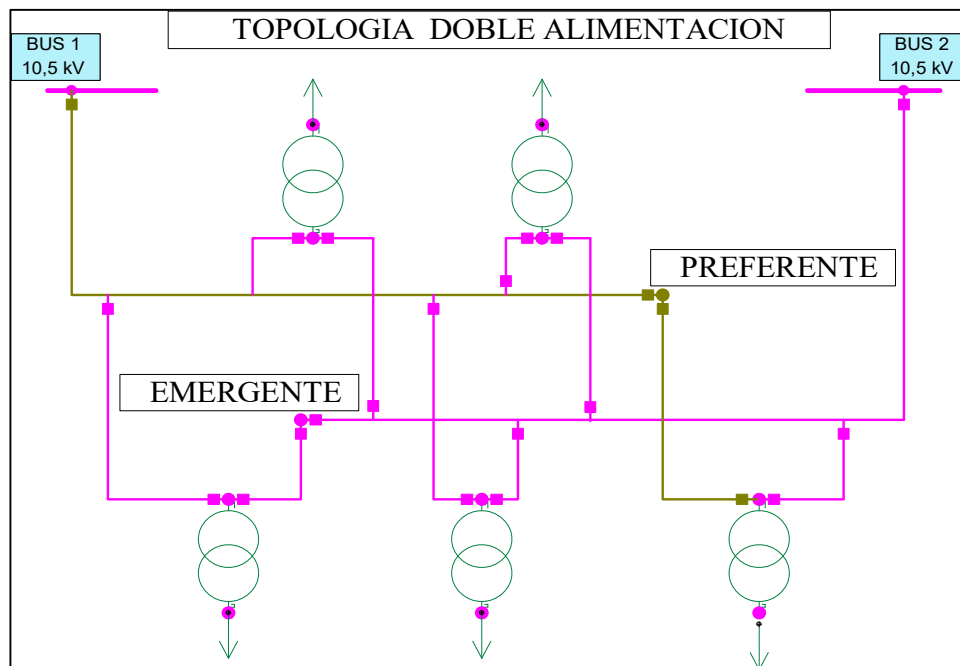 TOPOLOGIA DOBLE ALIMENTACION
BUS 1
10,5 kV
BUS 2
10,5 kV
PREFERENTE
EMERGENTE